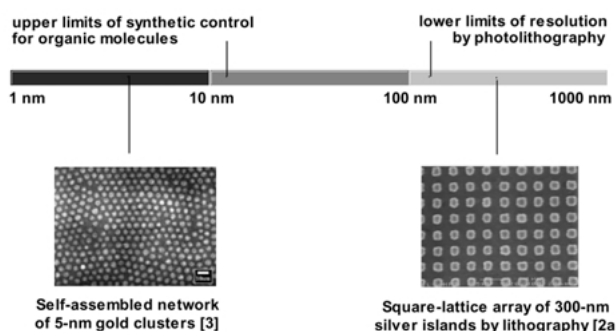 upper limits of synthetic control
for organic molecules
lower limits of resolution
by photolithography
1 nm
10 nm
100 nm
1000 nm
Self-assembled network
of 5-nm gold clusters [3]
Square-lattice array of 300-nm
silver islands by lithography [2a